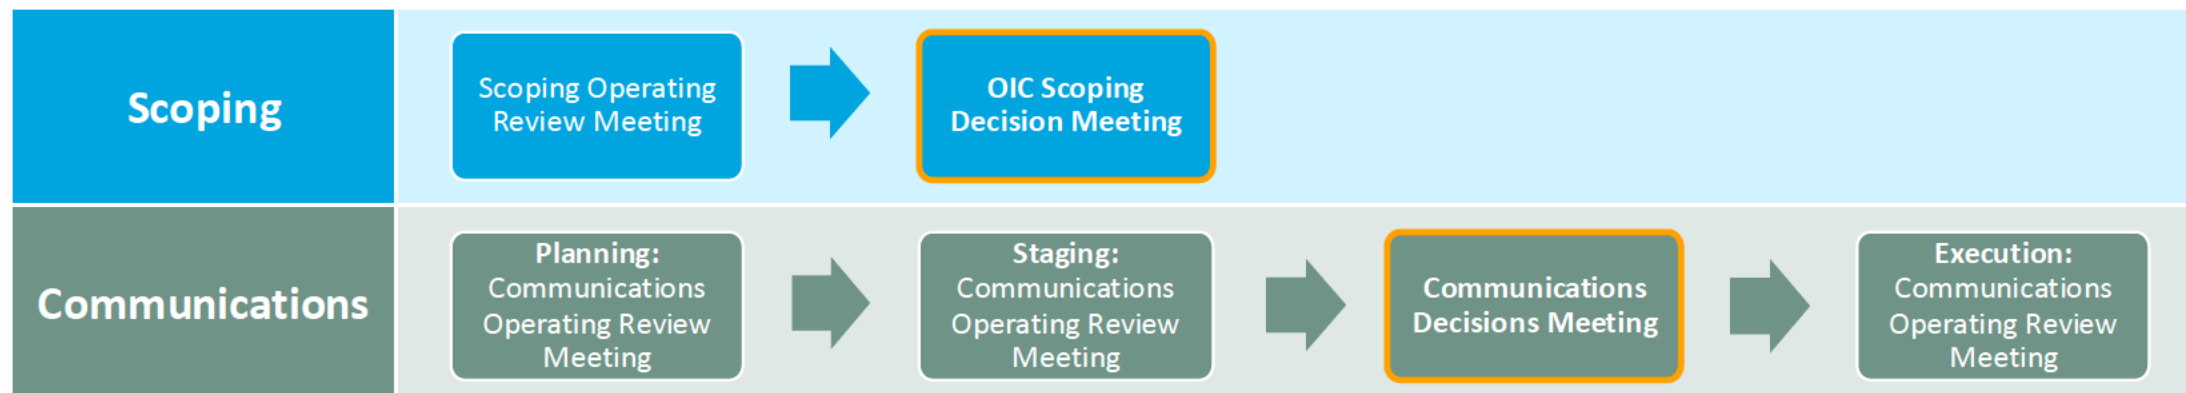 Scoping
Scoping Operating
Review Meeting
OIC Scoping
Decision Meeting
Communications
Planning:
Communications
Operating Review
Meeting
Staging:
Communications
Operating Review
Meeting
Communications
Decisions Meeting
Execution:
Communications
Operating Review
Meeting